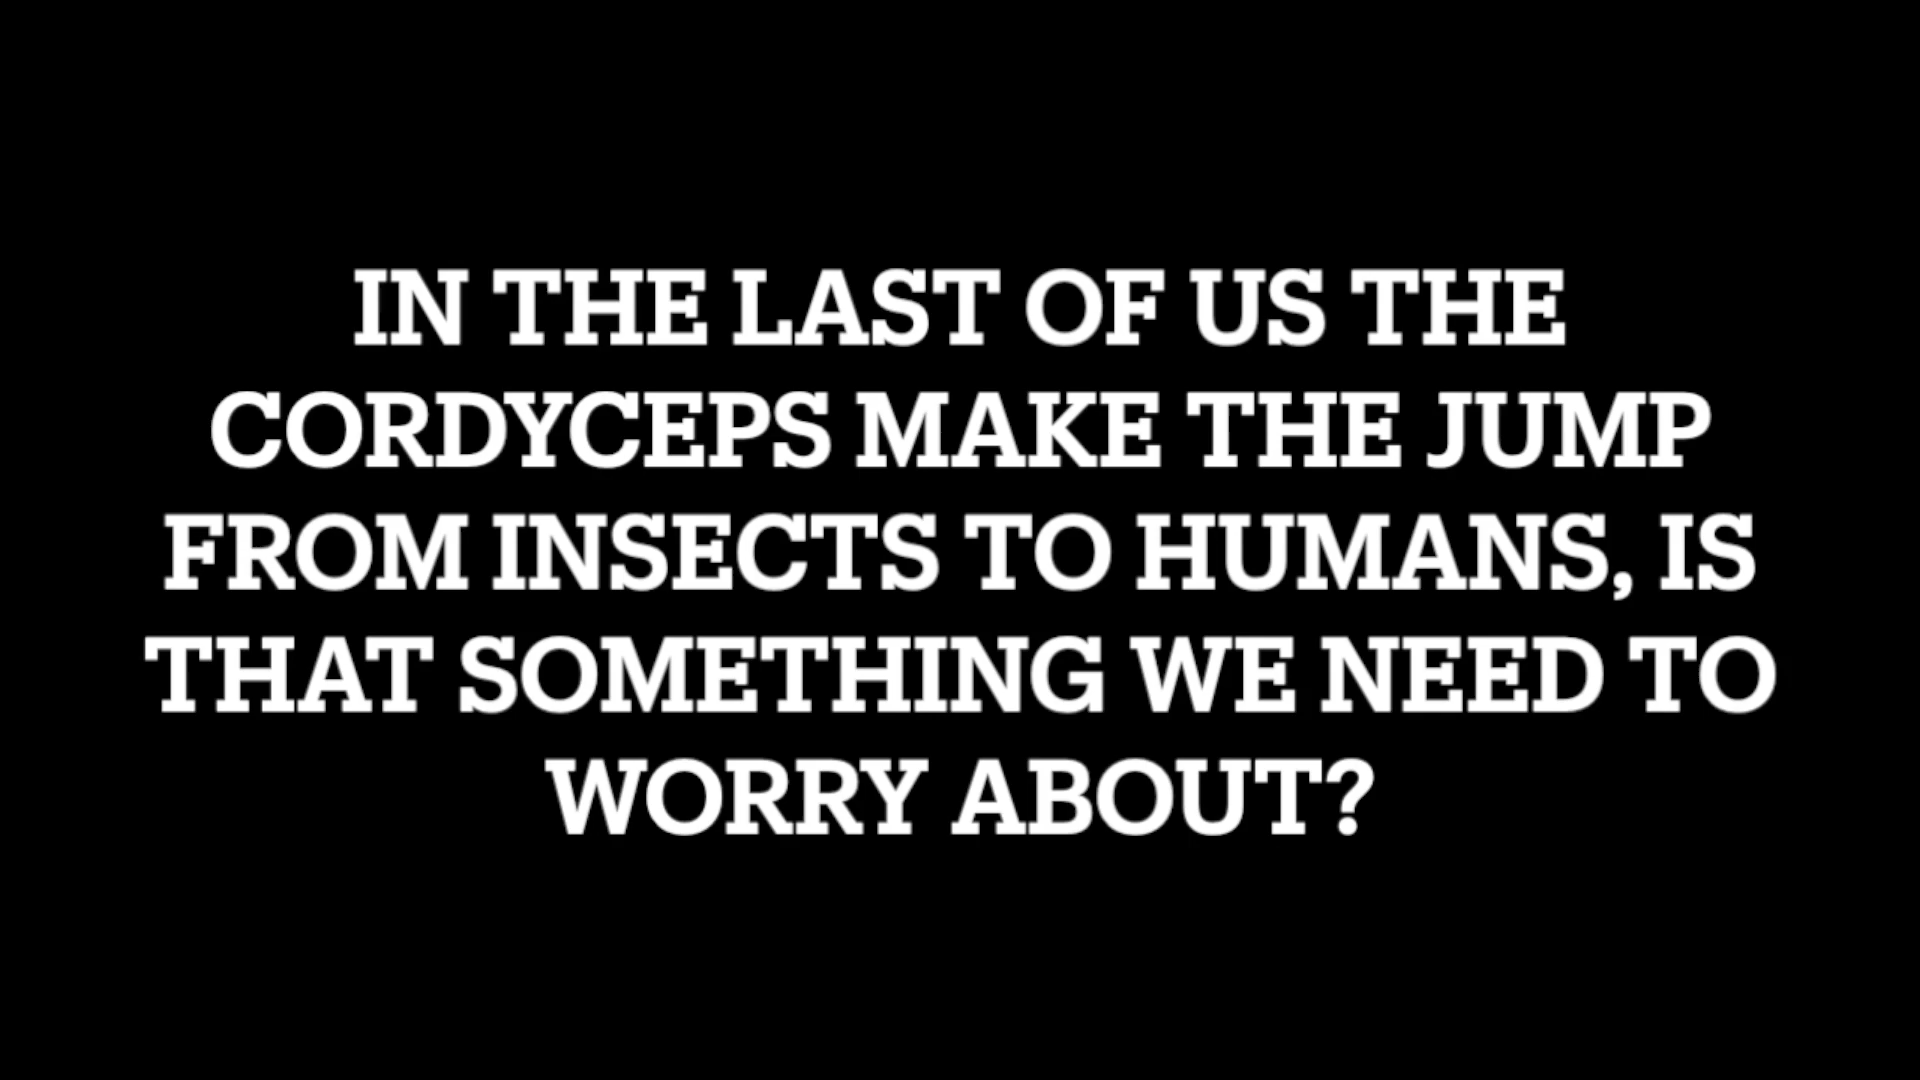 IN THE LAST OF US THE
CORDYCEPS MAKE THE JUMP
FROM INSECTS TO HUMANS, IS
THAT SOMETHING WE NEED TO
WORRY ABOUT?